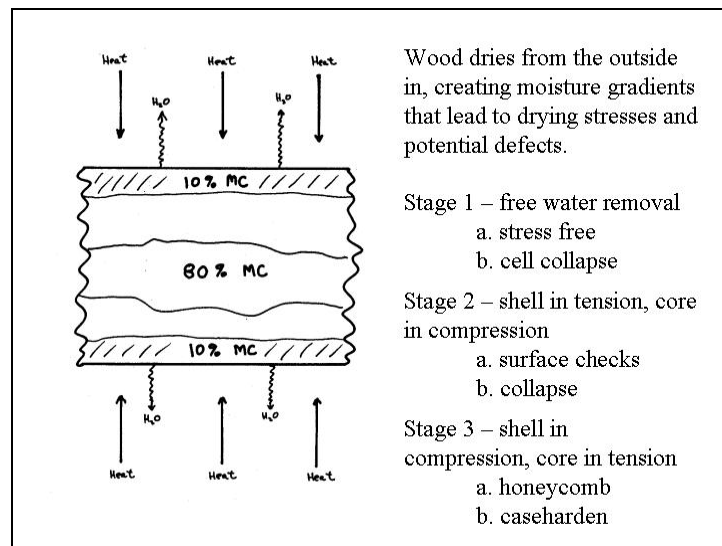 Heat Heat Heat
H2O H2O
10% MC
80% MC
10% MC
H2O H2O
Heat Heat Heat
Wood dries from the outside
in, creating moisture gradients
that lead to drying stresses and
potential defects.
Stage 1 – free water removal
a. stress free
b. cell collapse
Stage 2 – shell in tension, core
in compression
a. surface checks
b. collapse
Stage 3 – shell in
compression, core in tension
a. honeycomb
b. caseharden